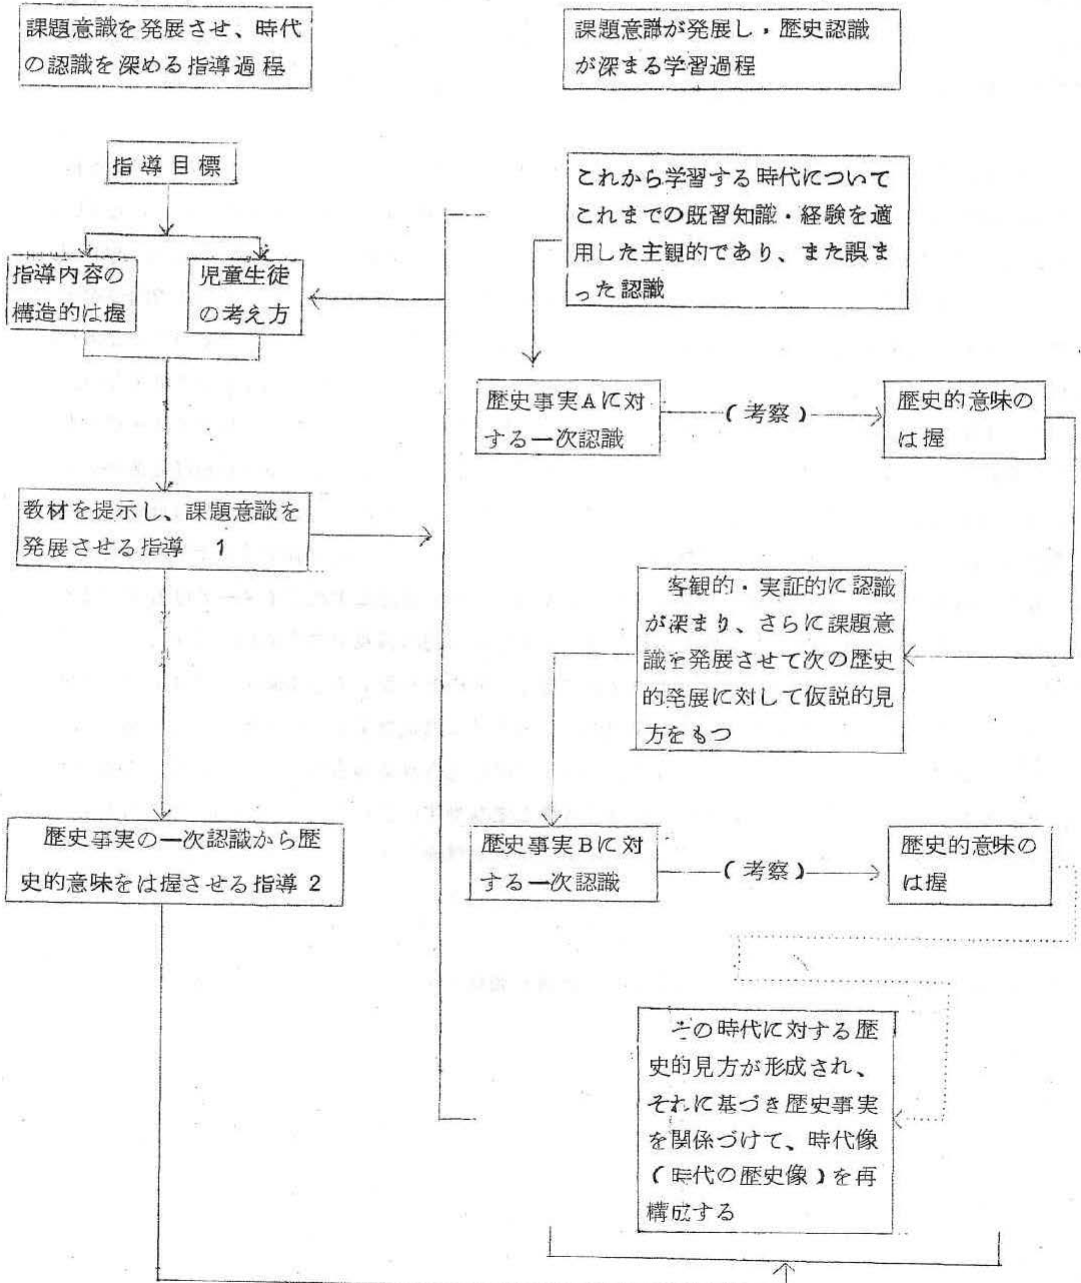 課題意識を発展させ、時代
の認識を深める指導過程
課題意識が発展し，歴史認識
が深まる学習過程
指導目標
指導内容の
構造的は握
児童生徒
の考え方
教材を提示し、課題意識を
発展させる指導　1
歴史事実の一次認識から歴
史的意味をは握させる指導 2
これから学習する時代について
これまでの既習知識・経験を適
用した主観的であり、また誤ま
った認識
歴史事実Aに対
する一次認識
(考察)
歴史的意味の
は握
客観的・実証的に認識
が深まり、さらに課題意
識を発展させて次の歴史
的発展に対して仮説的見
方をもつ
歴史事実Bに対
する一次認識
(考察)
歴史的意味の
は握
その時代に対する歴
史的見方が形成され、
それに基づき歴史事実
を関係づけて、時代像
(時代の歴史像)を再
構成する